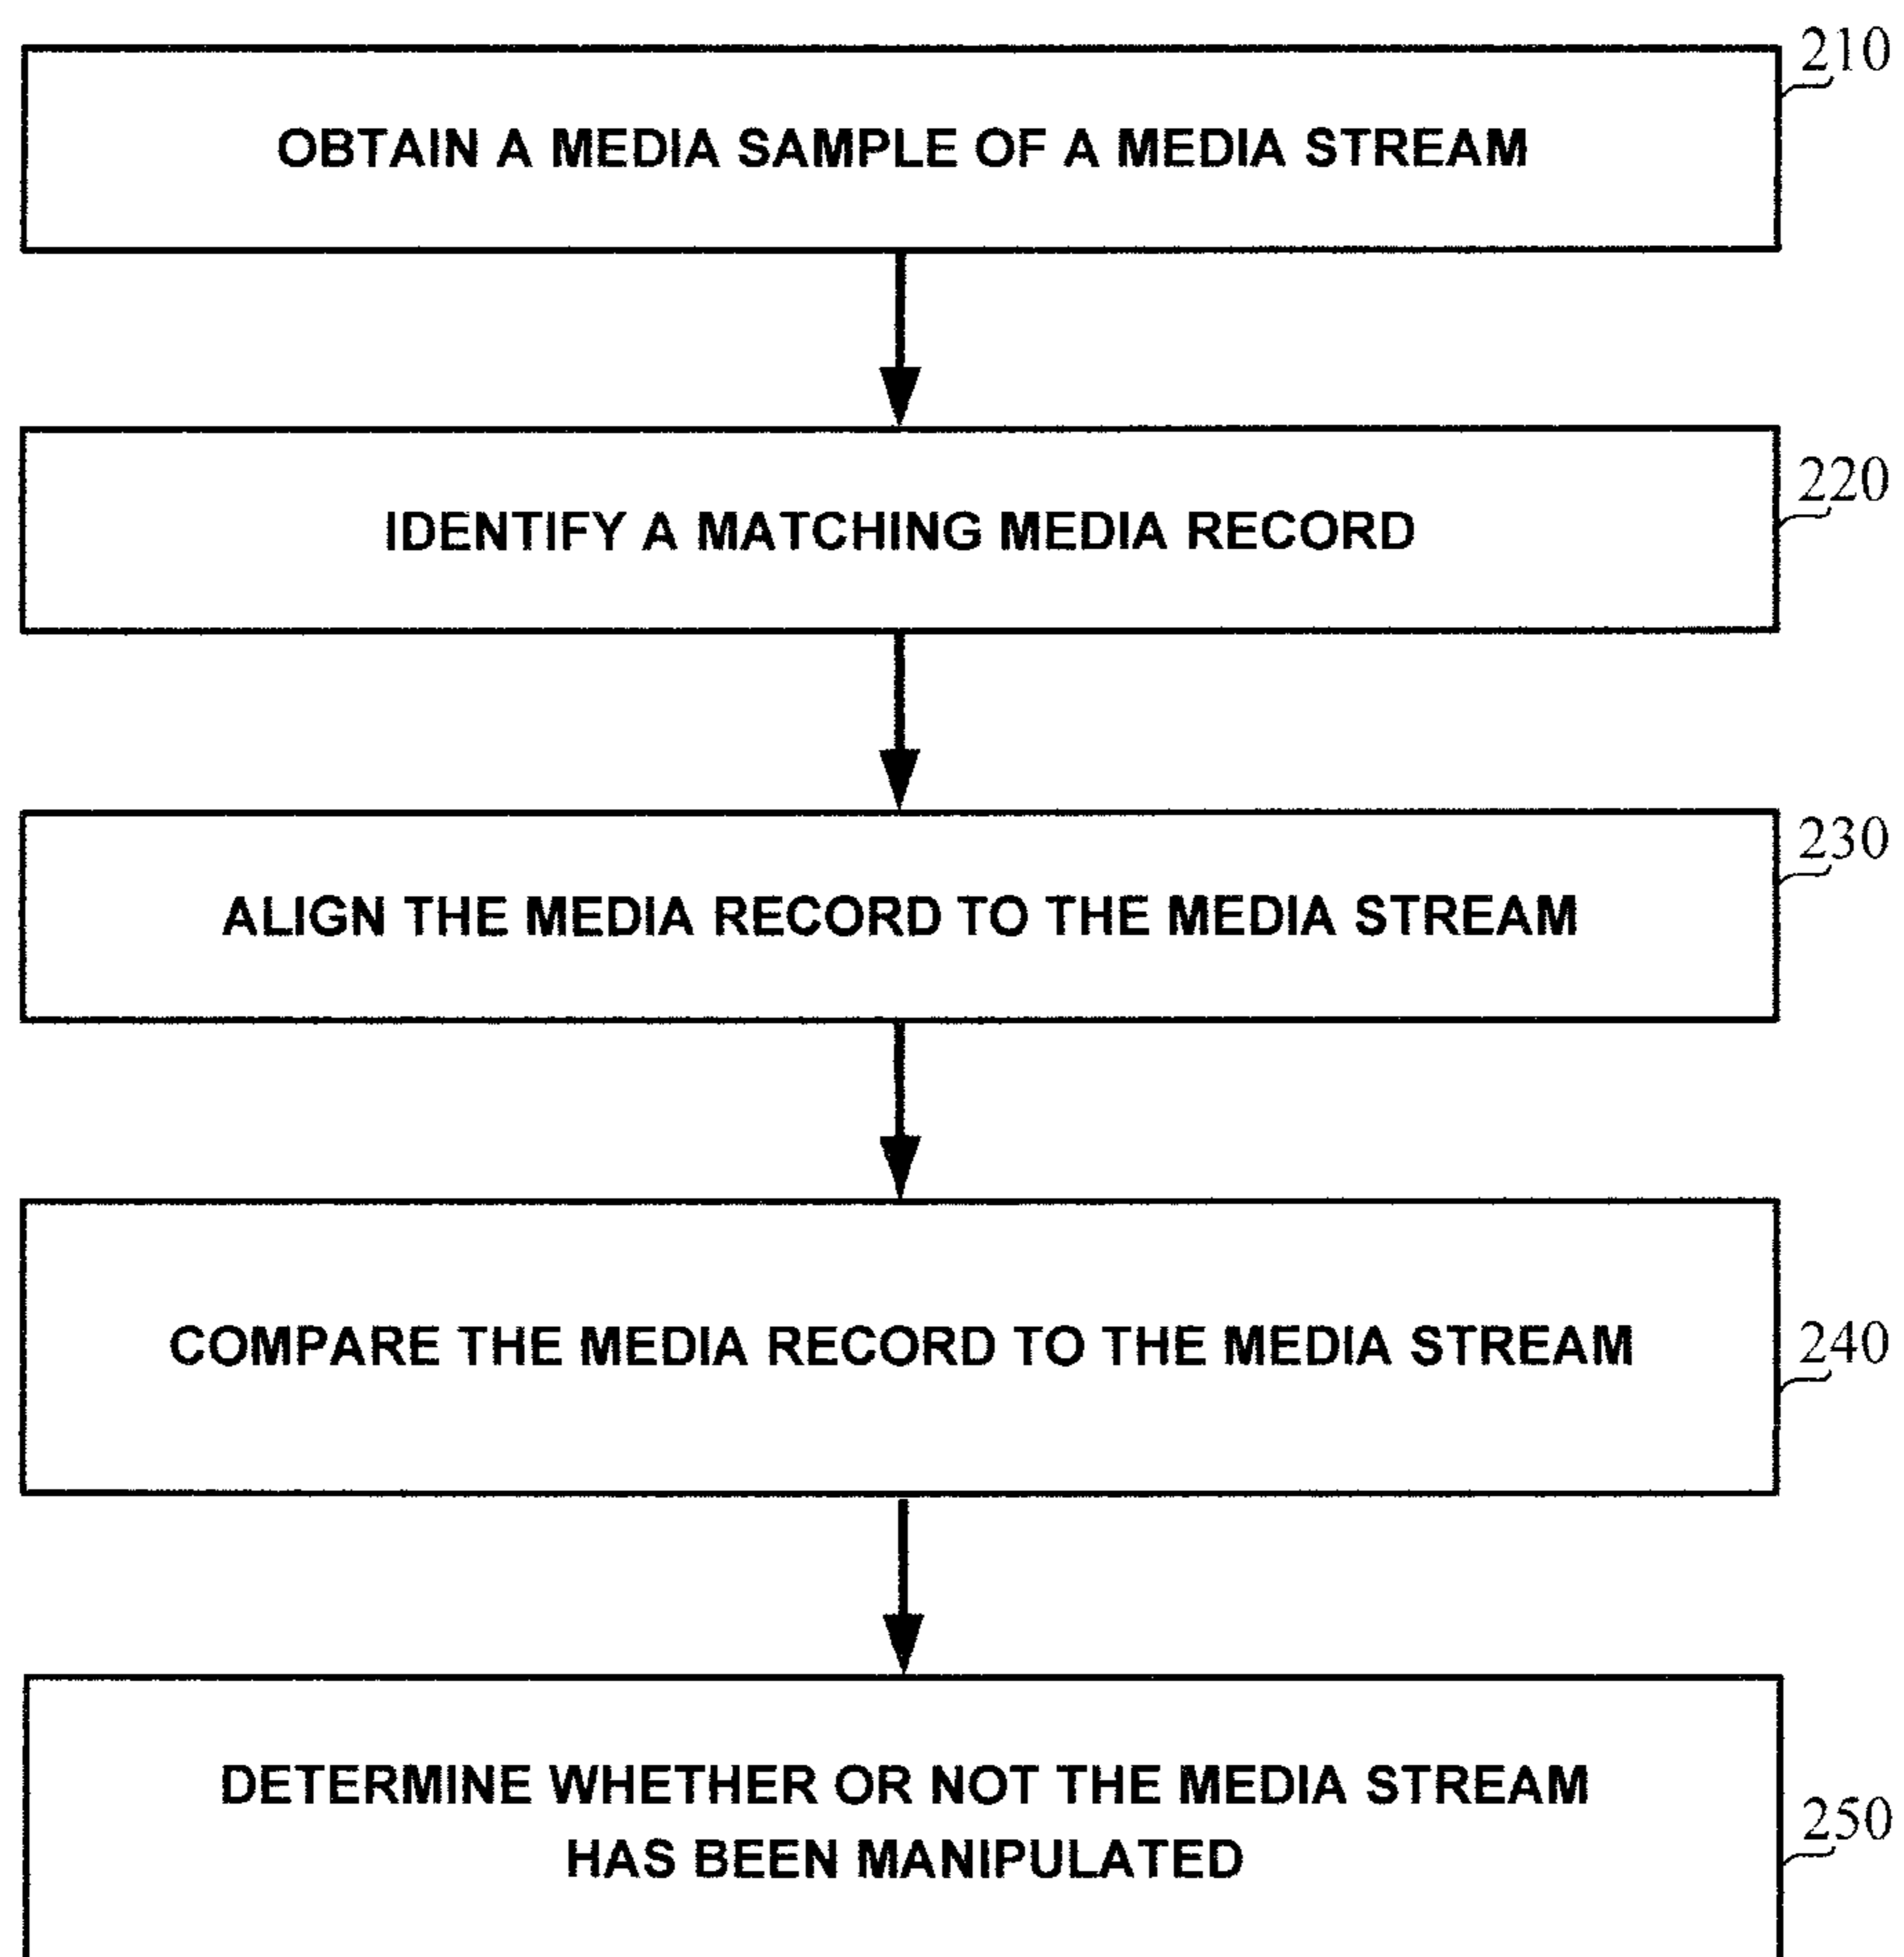 210
OBTAIN A MEDIA SAMPLE OF A MEDIA STREAM
220
IDENTIFY A MATCHING MEDIA RECORD
230
ALIGN THE MEDIA RECORD TO THE MEDIA STREAM
240
COMPARE THE MEDIA RECORD TO THE MEDIA STREAM
DETERMINE WHETHER OR NOT THE MEDIA STREAM
250
HAS BEEN MANIPULATED